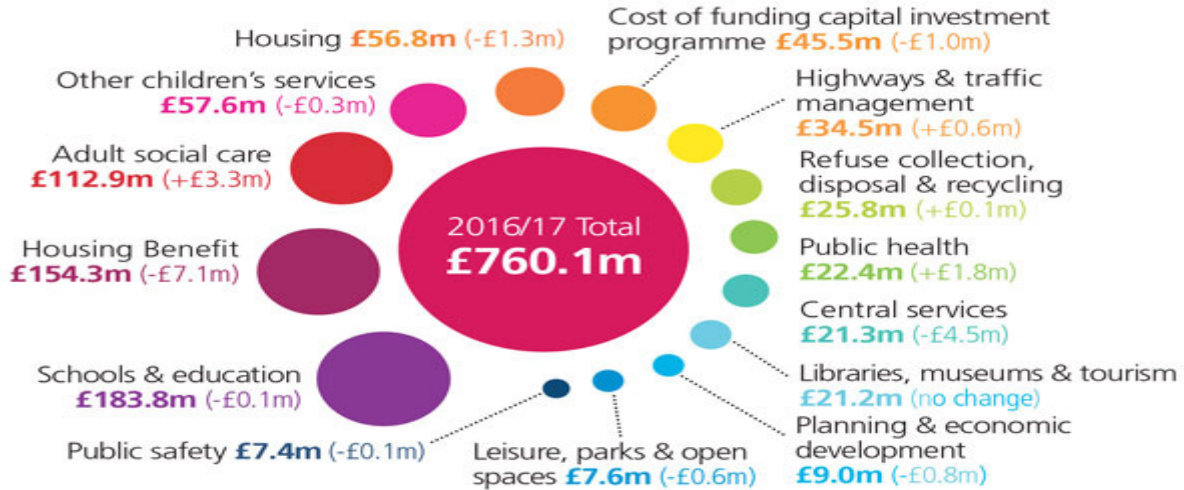 Housing £56.8m (-£1.3m)
Cost of funding capital investment
programme £45.5m (-£1.0m)
Other children’s services
£57.6m (-£0.3m)
Highways & traffic
management
£34.5m (+£0.6m)
Adult social care
£112.9m (+£3.3m)
Refuse collection,
disposal & recycling
£25.8m (+£0.1m)
2016/17 Total
£760.1m
Housing Benefit
£154.3m (-£7.1m)
Public health
£22.4m (+£1.8m)
Central services
£21.3m (-£4.5m)
Schools & education
£183.8m (-£0.1m)
Libraries, museums & tourism
£21.2m (no change)
Public safety £7.4m (-£0.1m)
Leisure, parks & open
spaces £7.6m (-£0.6m)
Planning & economic
development
£9.0m (-£0.8m)